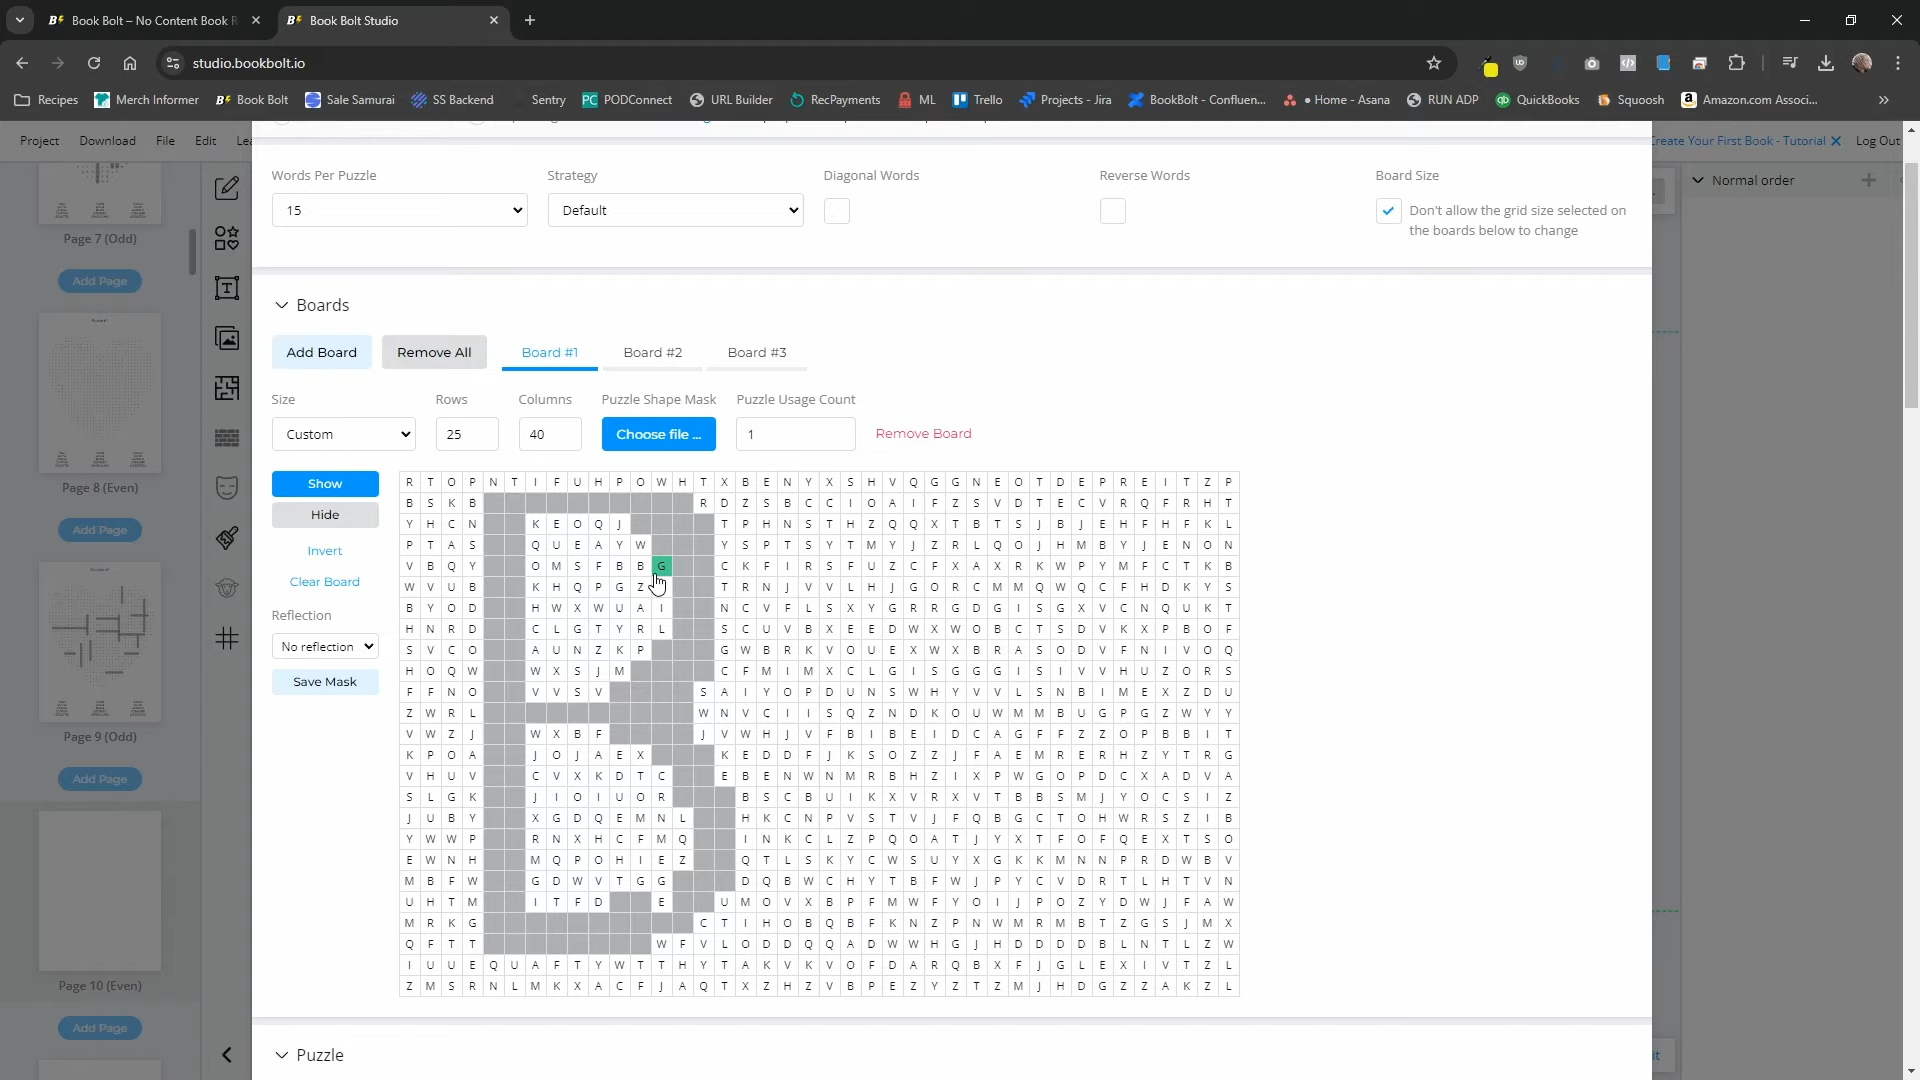 Book Bolt – No Content Book R
Book Bolt Studio
studio.bookbolt.io
Recipes Merch Informer Book Bolt Sale Samurai SS Backend Sentry PODConnect URL Builder RecPayments ML Trello Projects - Jira BookBolt - Confluen... • Home - Asana RUN ADP QuickBooks Squoosh Amazon.com Associ...
Project Download File Edit
Create Your First Book - Tutorial Log Out
Normal order
Page 7 (Odd)
Add Page
Page 8 (Even)
Add Page
Page 9 (Odd)
Add Page
Page 10 (Even)
Add Page
Words Per Puzzle Strategy Diagonal Words Reverse Words Board Size
15 Default Don't allow the grid size selected on
the boards below to change
Boards
Add Board Remove All Board #1 Board #2 Board #3
Size Rows Columns Puzzle Shape Mask Puzzle Usage Count
Custom 25 40 Choose file ... 1 Remove Board
Show
Hide
Invert
Clear Board
Reflection
No reflection
Save Mask
R T O P N T I F U H P O W H T X B E N Y X S H V Q G G N E O T D E P R E I T Z P
B S K B R D Z S B C C I O A I F Z S V D T E C V R Q F R H T
Y H C N K E O Q J T P H N S T H Z Q Q X T B T S J B J E H F H F K L
P T A S Q U E A Y W Y S P T S Y T M Y J Z R L Q O J H M B Y J E N O N
V B Q Y O M S F B B G C K F I R S F U Z C F X A X R K W P Y M F C T K B
W V U B K H Q P G Z T R N J V V L H J G O R C M M Q W Q C F H D K Y S
B Y O D H W X W U A I N C V F L S X Y G R R G D G I S G X V C N Q U K T
H N R D C L G T Y R L S C U V B X E E D W X W O B C T S D V K X P B O F
S V C O A U N Z K P G W B R K V O U E X W X B R A S O D V F N I V O Q
H O Q W W X S J M C F M I M X C L G I S G G G I S I V V H U Z O R S
F F N O V V S V S A I Y O P D U N S W H Y V V L S N B I M E X Z D U
Z W R L W N V C I I S Q Z N D K O U W M M B U G P G Z W Y Y
V W Z J W X B F J V W H J V F B I B E I D C A G F F Z Z O P B B I T
K P O A J O J A E X K E D D F J K S O Z Z J F A E M R E R H Z Y T R G
V H U V C V X K D T C E B E N W N M R B H Z I X P W G O P D C X A D V A
S L G K J I O I U O R B S C B U I K X V R X V T B B S M J Y O C S I Z
J U B Y X G D Q E M N L H K C N P V S T V J F Q B G C T O H W R S Z I B
Y W W P R N X H C F M Q I N K C L Z P Q O A T J Y X T F O F Q E X T S O
E W N H M Q P O H I E Z Q T L S K Y C W S U Y X G K K M N N P R D W B V
M B F W G D W V T G G D Q B W C H Y T B F W J P Y C V D R T L H T V N
U H T M I T F D E U M O V X B P F M W F Y O I J P O Z Y D W J F A W
M R K G C T I H O B Q B F K N Z P N W M R M B T Z G S J M X
Q F T T W F V L O D D Q Q A D W W H G J H D D D D B L N T L Z W
I U U E Q U A F T Y W T T H Y T A K V K V O F D A R Q B X F J G L E X I V T Z L
Z M S R N L M K X A C F J A Q T X Z H Z V B P E Z Y Z T Z M J H D G Z Z A K Z L
Puzzle